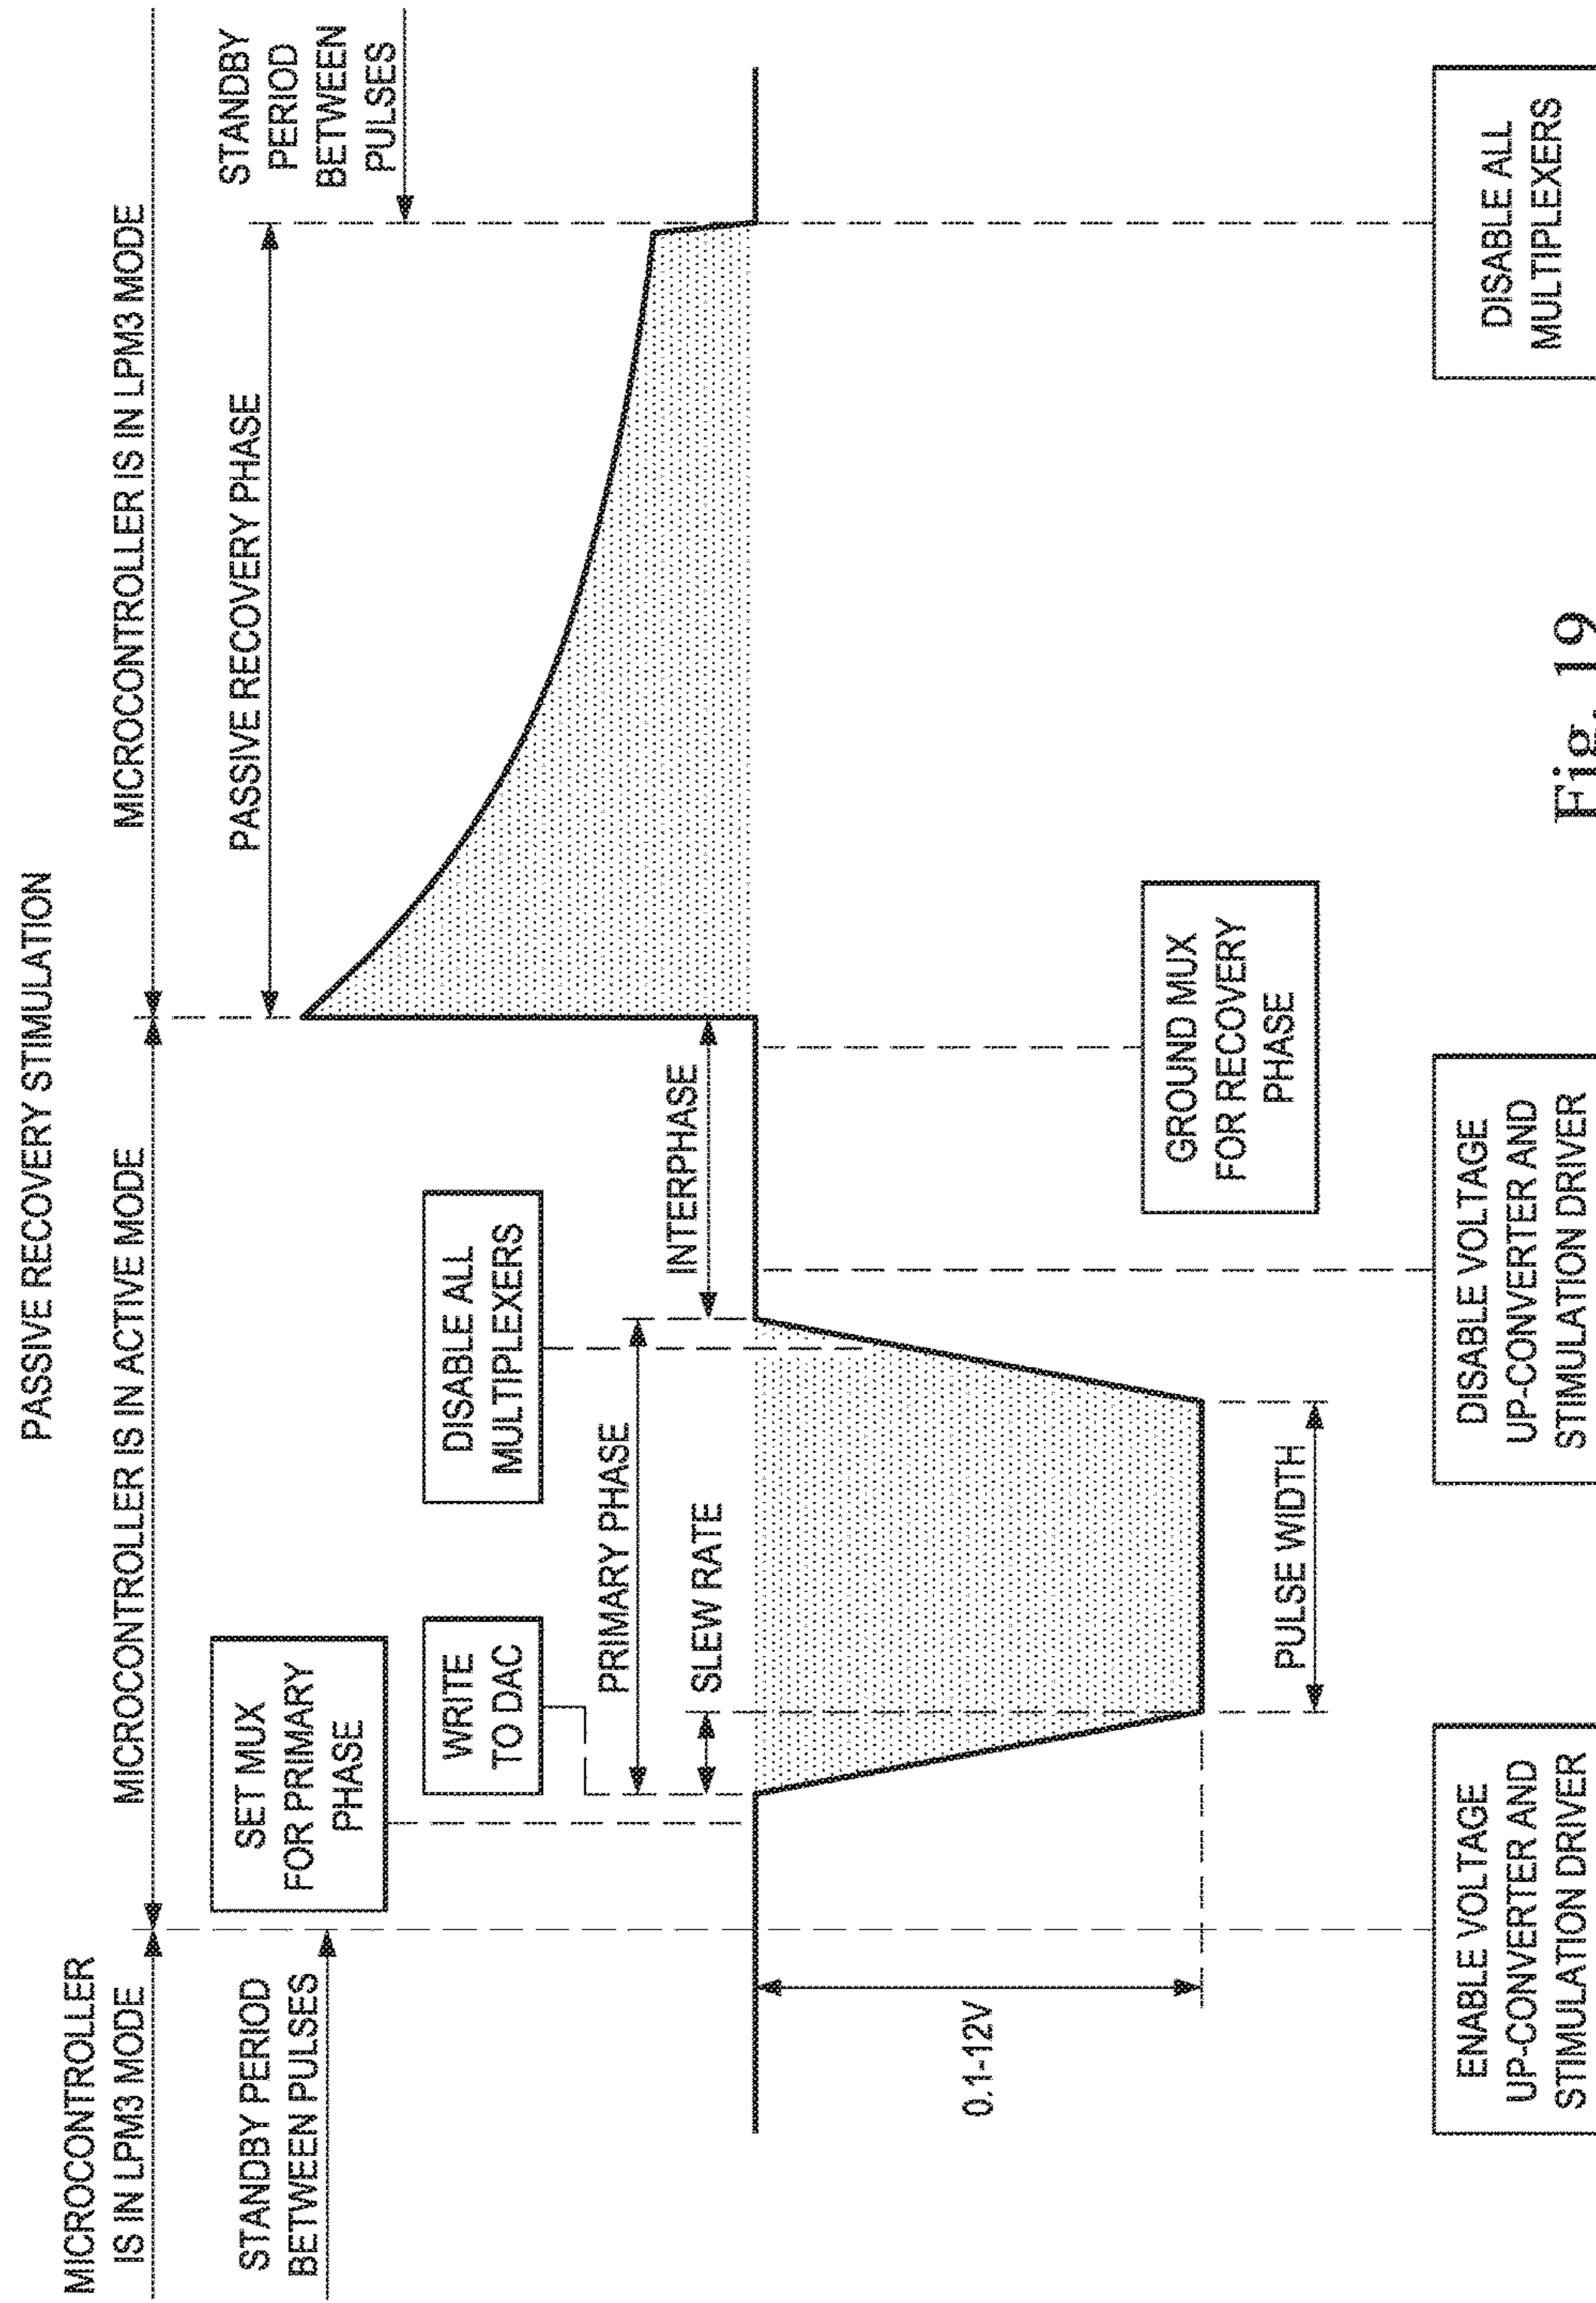 PASSIVE RECOVERY STIMULATION
MICROCONTROLLER
IS IN LPM3 MODE
MICROCONTROLLER IS IN ACTIVE MODE
MICROCONTROLLER IS IN LPM3 MODE
STANDBY PERIOD
BETWEEN PULSES
SET MUX
FOR PRIMARY
PHASE
PASSIVE RECOVERY PHASE
STANDBY
PERIOD
BETWEEN
PULSES
WRITE
TO DAC
DISABLE ALL
MULTIPLEXERS
PRIMARY PHASE
SLEW RATE
INTERPHASE
0.1-12V
PULSE WIDTH
GROUND MUX
FOR RECOVERY
PHASE
ENABLE VOLTAGE
UP-CONVERTER AND
STIMULATION DRIVER
DISABLE VOLTAGE
UP-CONVERTER AND
STIMULATION DRIVER
DISABLE ALL
MULTIPLEXERS
Fig. 19